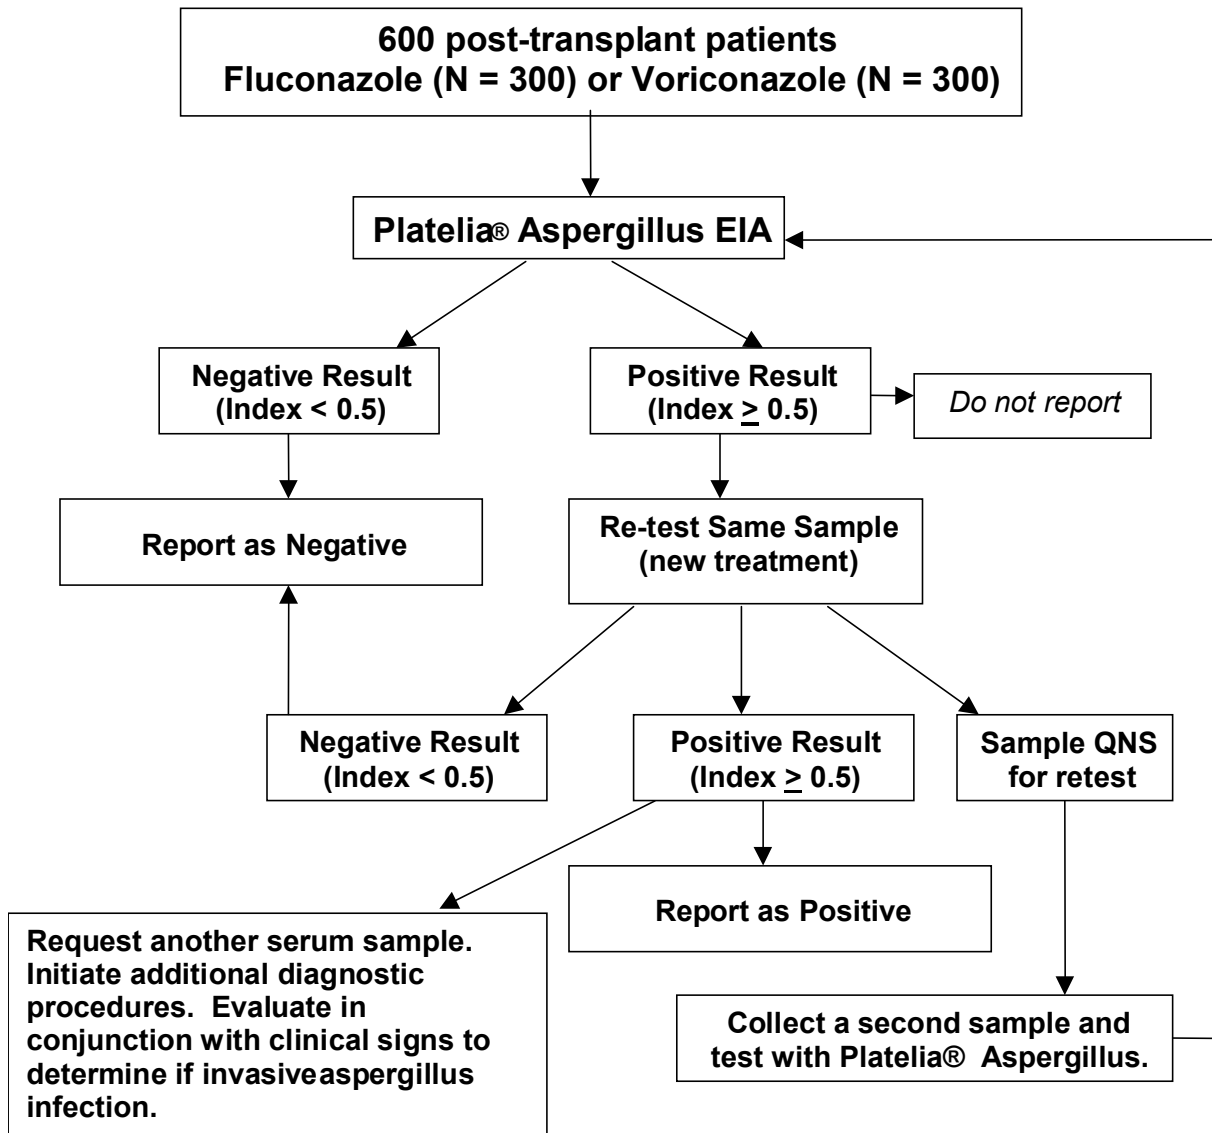 600 post-transplant patients
Fluconazole (N = 300) or Voriconazole (N = 300)
Platelia® Aspergillus EIA
Negative Result
(Index < 0.5)
Positive Result
(Index ≥ 0.5)
Do not report
Report as Negative
Re-test Same Sample
(new treatment)
Negative Result
(Index < 0.5)
Positive Result
(Index ≥ 0.5)
Sample QNS
for retest
Report as Positive
Request another serum sample.
Initiate additional diagnostic
procedures.  Evaluate in
conjunction with clinical signs to
determine if invasiveaspergillus
infection.
Collect a second sample and
test with Platelia®  Aspergillus.